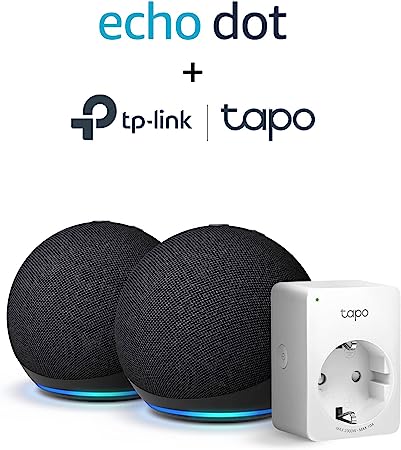 echo dot
+
tp-link | tapo
tapo